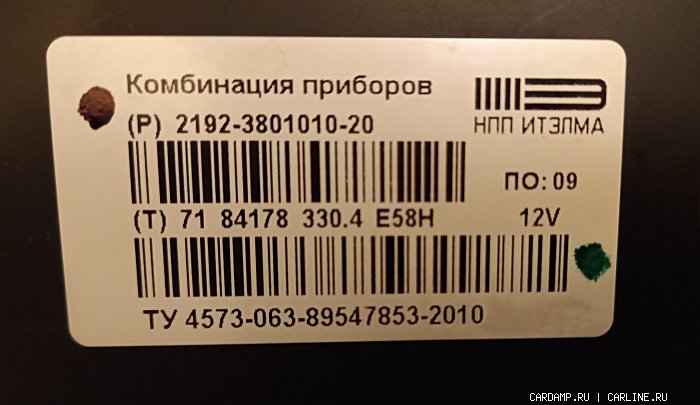 Комбинация приборов
(Р) 2192-3801010-20
НПП ИТЭЛМА
ПО: 09
(Т) 71 84178 330.4 Е58Н
12V
ТУ 4573-063-89547853-2010
CARDAMP.RU | CARLINE.RU